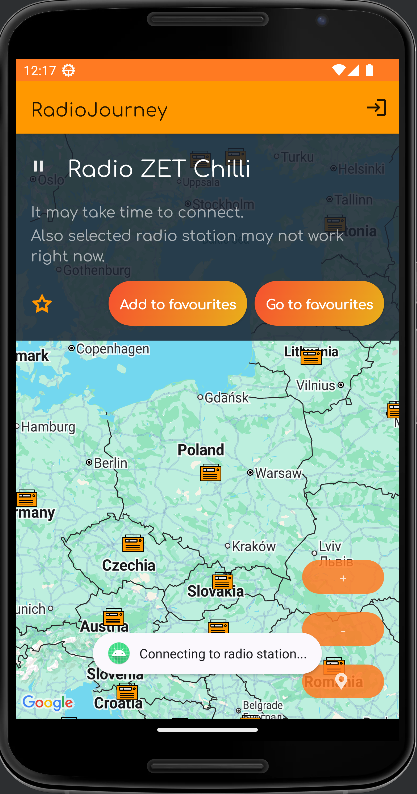 12:17
RadioJourney
Radio ZET Chilli
Turku
Oslo
Helsinki
Uppsala
Stockholm
Tallinn
tonia
It may take time to connect.
Also selected radio station may not work
right now.
Gothenburg
Add to favourites
Go to favourites
mark
Copenhagen
Lithuania
Vilnius
Gdańsk
Hamburg
Poland
Berlin
Warsaw
rmany
Kraków
Lviv
Львів
Czechia
Slovakia
+
unich
Austria
-
Connecting to radio station...
Slovenia
Romania
Croatia
Google
Belgrade